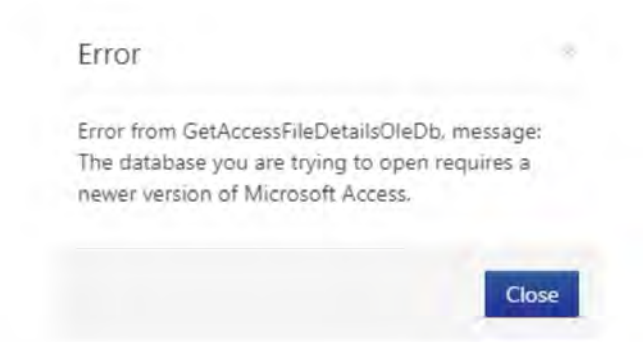 Error
Error from GetAccessFileDetailsOleDb, message:
The database you are trying to open requires a
newer version of Microsoft Access.
Close